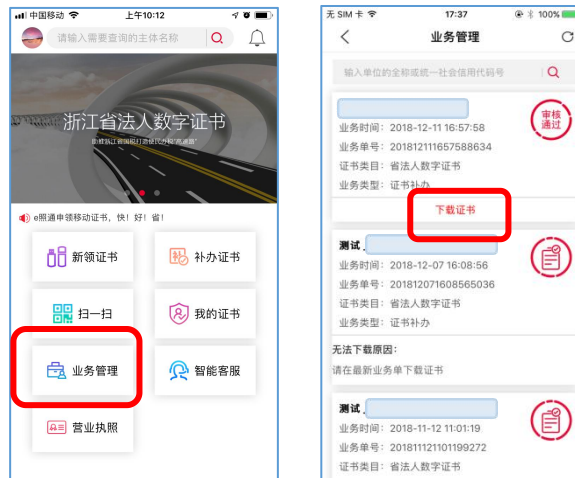 中国移动
上午10:12
请输入需要查询的主体名称
浙江省法人数字证书
e照通申领移动证书，快！好！省！
新领证书
补办证书
扫一扫
我的证书
业务管理
智能客服
营业执照
无 SIM 卡
17:37
100%
业务管理
输入单位的全称或统一社会信用代码号
审核通过
业务时间：2018-12-11 16:57:58
业务单号：201812111657588634
证书类目：省法人数字证书
业务类型：证书补办
下载证书
测试
业务时间：2018-12-07 16:08:56
业务单号：201812071608565036
证书类目：省法人数字证书
业务类型：证书补办
无法下载原因：
请在最新业务单下载证书
测试
业务时间：2018-11-12 11:01:19
业务单号：201811121101199272
证书类目：省法人数字证书